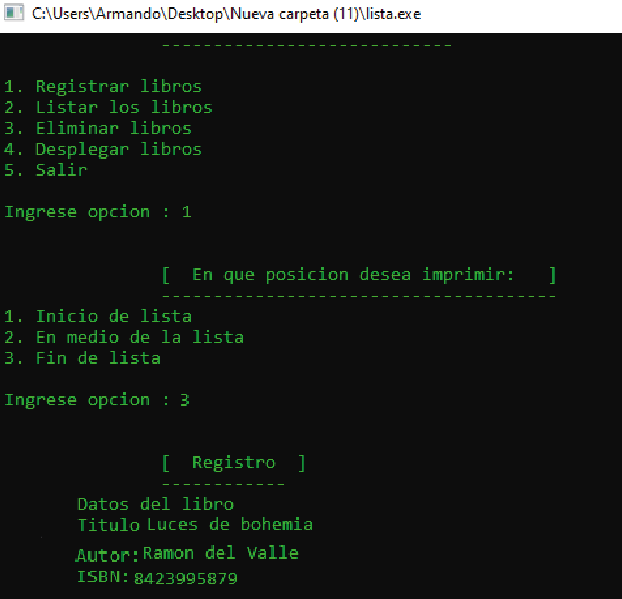 C:\Users\Armando\Desktop\Nueva carpeta (11)\lista.exe
----------------------------
1. Registrar libros
2. Listar los libros
3. Eliminar libros
4. Desplegar libros
5. Salir
Ingrese opcion : 1
[  En que posicion desea imprimir:   ]
--------------------------------------
1. Inicio de lista
2. En medio de la lista
3. Fin de lista
Ingrese opcion : 3
[  Registro  ]
------------
Datos del libro
Titulo Luces de bohemia
Autor: Ramon del Valle
ISBN: 8423995879